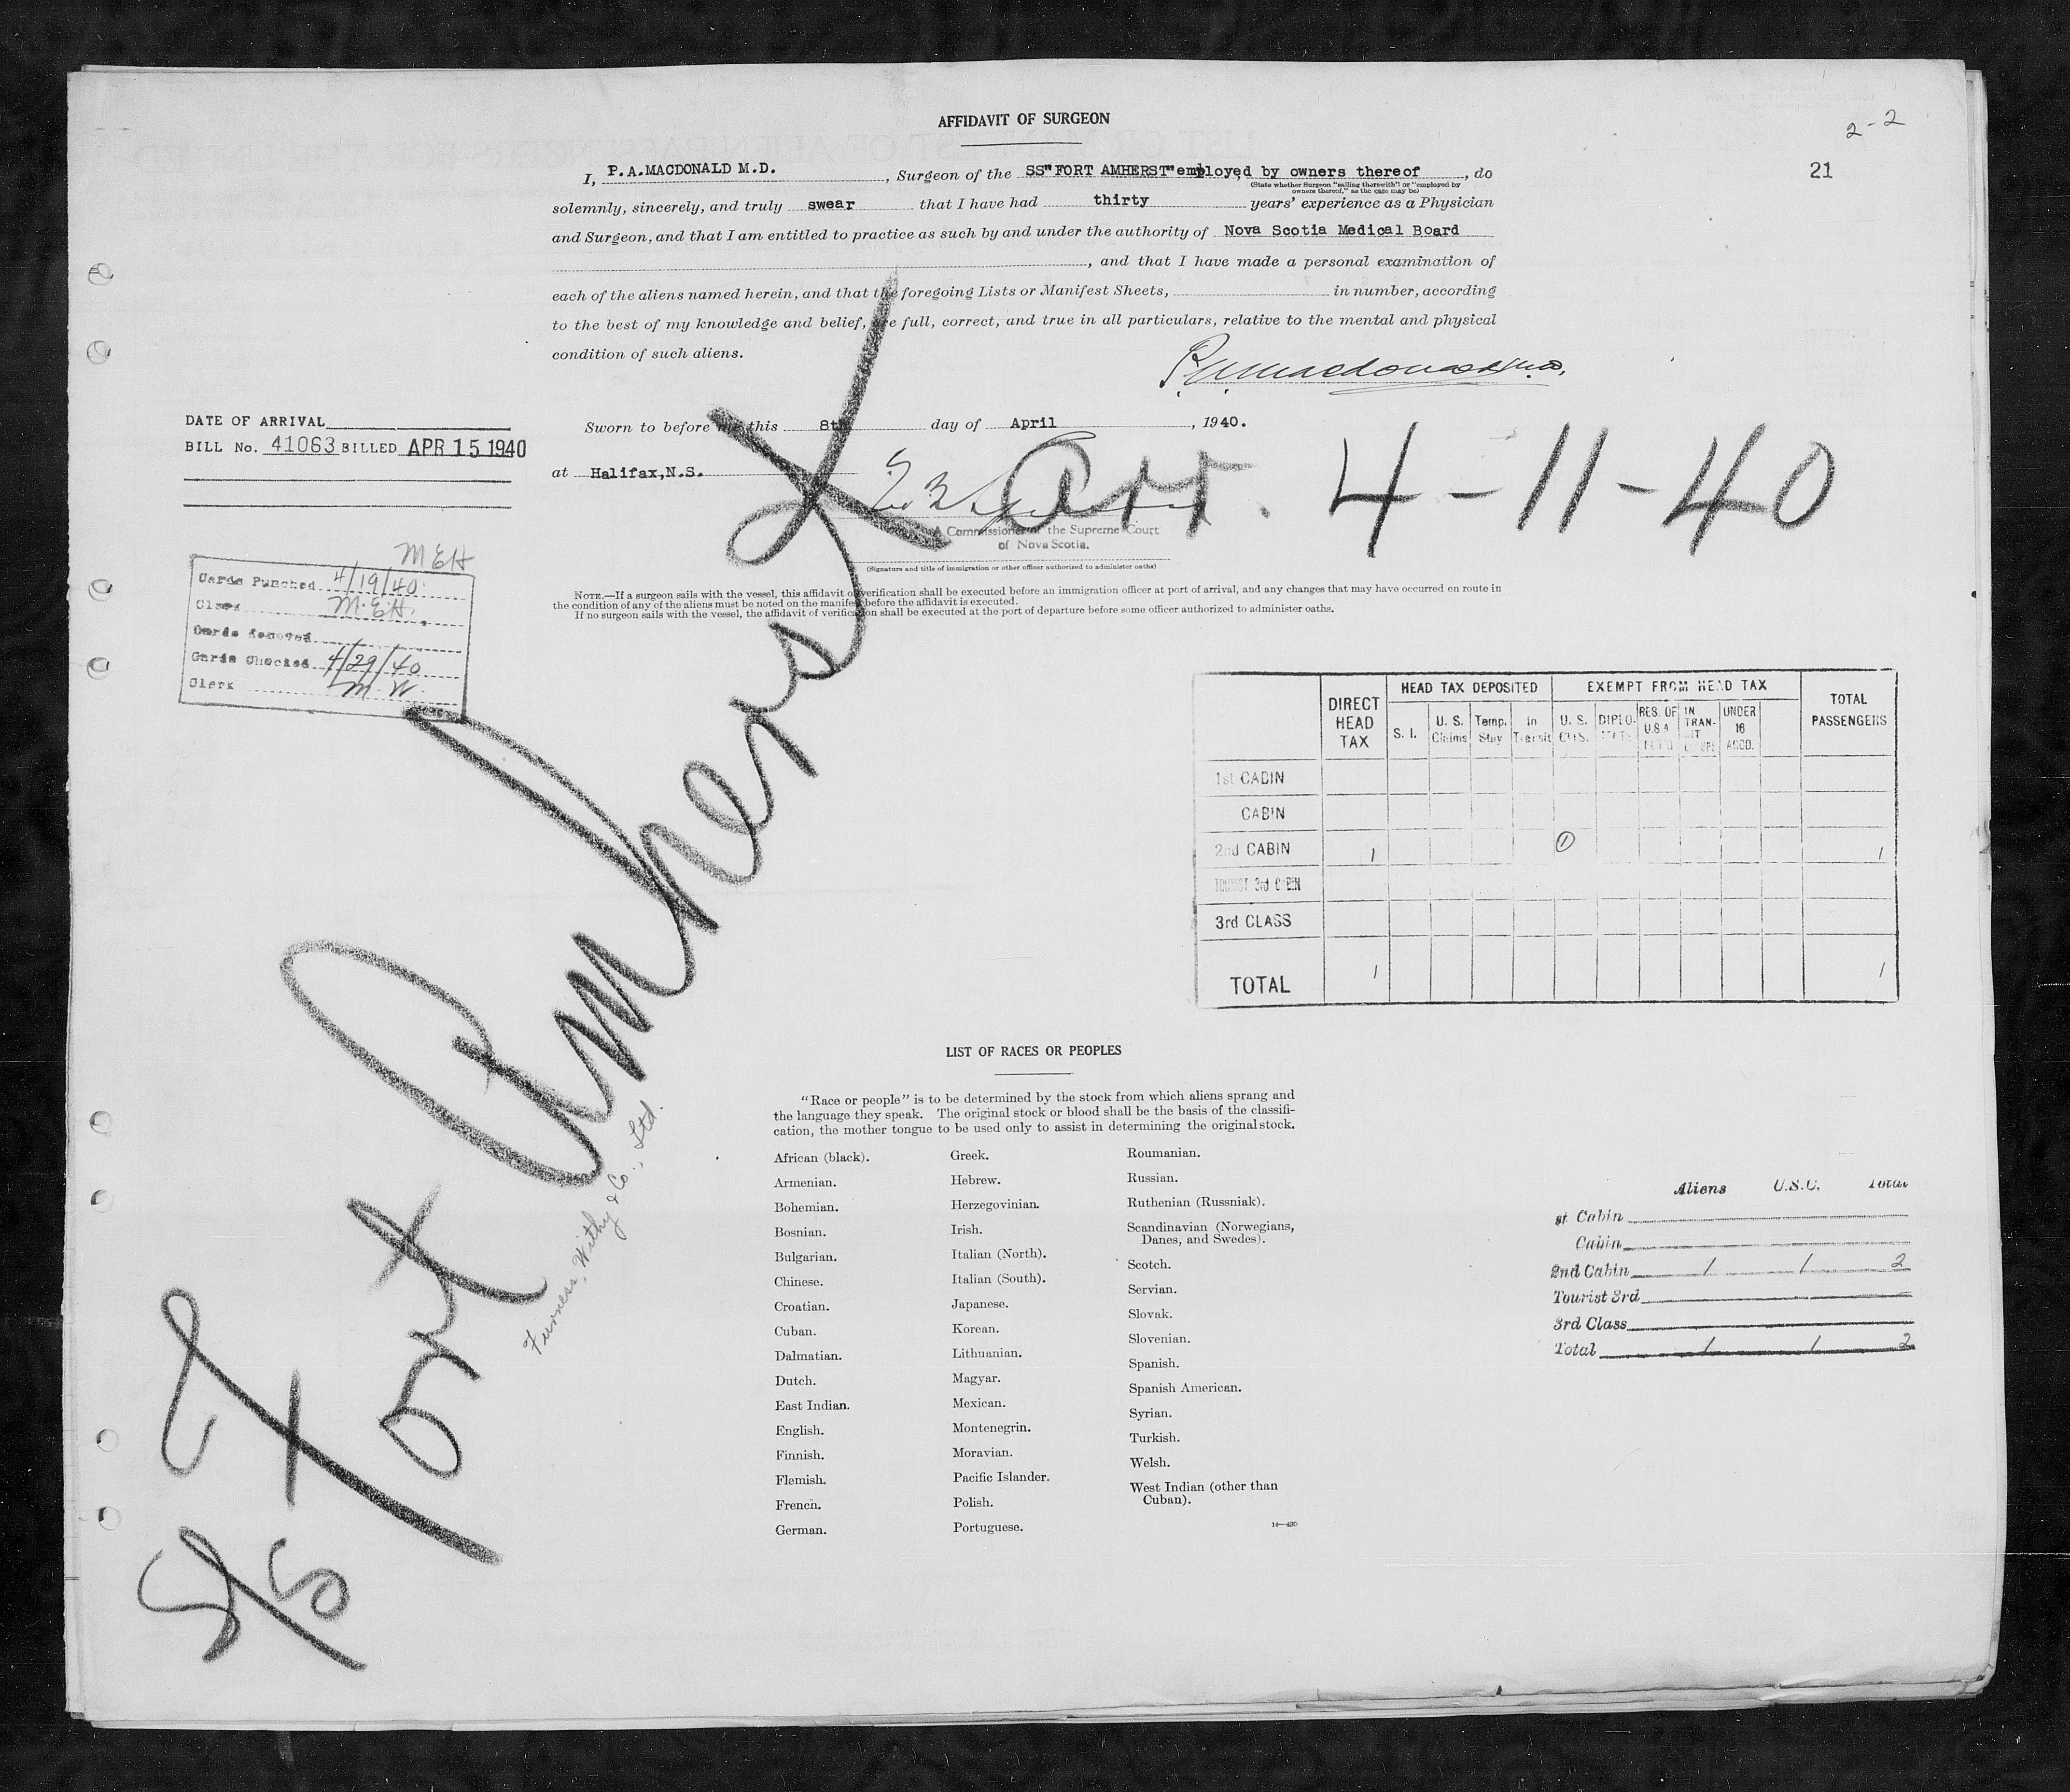 AFFIDAVIT OF SURGEON
2-2
21
I, P.A.MACDONALD M.D. , Surgeon of the SS"FORT AMHERST"employed by owners thereof , do
(State whether Surgeon "sailing therewith" or "employed by
owners thereof," as the case may be)
solemnly, sincerely, and truly swear that I have had thirty years' experience as a Physician
and Surgeon, and that I am entitled to practice as such by and under the authority of Nova Scotia Medical Board
, and that I have made a personal examination of
each of the aliens named herein, and that the foregoing Lists or Manifest Sheets, in number, according
to the best of my knowledge and belief, are full, correct, and true in all particulars, relative to the mental and physical
condition of such aliens.
P.A. Macdonald M.D.
DATE OF ARRIVAL
BILL No. 41063 BILLED APR 15 1940
Sworn to before me this 8th day of April , 1940.
at Halifax,N.S.
Arr. 4-11-40
A Commissioner of the Supreme Court
of Nova Scotia.
(Signature and title of immigration or other officer authorized to administer oaths)
NOTE.—If a surgeon sails with the vessel, this affidavit of verification shall be executed before an immigration officer at port of arrival, and any changes that may have occurred en route in
the condition of any of the aliens must be noted on the manifest before the affidavit is executed.
If no surgeon sails with the vessel, the affidavit of verification shall be executed at the port of departure before some officer authorized to administer oaths.
MEH
Cards Punched 4/19/40
Clerk M.E.H.
Cards Removed
Cards Checked 4/29/40
Clerk M W
S/S Fort Amherst
Furness, Withy & Co., Ltd.
DIRECT HEAD TAX
HEAD TAX DEPOSITED
EXEMPT FROM HEAD TAX
TOTAL PASSENGERS
S. I.
U. S. Claims
Temp. Stay
In Transit
U. S. CITS.
DIPLO-MATS
RES. OF U.S.A
IN TRAN-SIT
UNDER 16 ACCD.
1st CABIN
CABIN
2nd CABIN 1 1 1
TOURIST 3rd CABIN
3rd CLASS
TOTAL 1 1
LIST OF RACES OR PEOPLES
"Race or people" is to be determined by the stock from which aliens sprang and
the language they speak. The original stock or blood shall be the basis of the classifi-
cation, the mother tongue to be used only to assist in determining the original stock.
African (black).
Armenian.
Bohemian.
Bosnian.
Bulgarian.
Chinese.
Croatian.
Cuban.
Dalmatian.
Dutch.
East Indian.
English.
Finnish.
Flemish.
French.
German.
Greek.
Hebrew.
Herzegovinian.
Irish.
Italian (North).
Italian (South).
Japanese.
Korean.
Lithuanian.
Magyar.
Mexican.
Montenegrin.
Moravian.
Pacific Islander.
Polish.
Portuguese.
Roumanian.
Russian.
Ruthenian (Russniak).
Scandinavian (Norwegians,
Danes, and Swedes).
Scotch.
Servian.
Slovak.
Slovenian.
Spanish.
Spanish American.
Syrian.
Turkish.
Welsh.
West Indian (other than
Cuban).
14—420
Aliens U.S.C. Total
st Cabin
Cabin
2nd Cabin 1 1 2
Tourist 3rd
3rd Class
Total 1 1 2